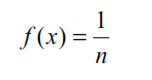 f(x) = 1/n